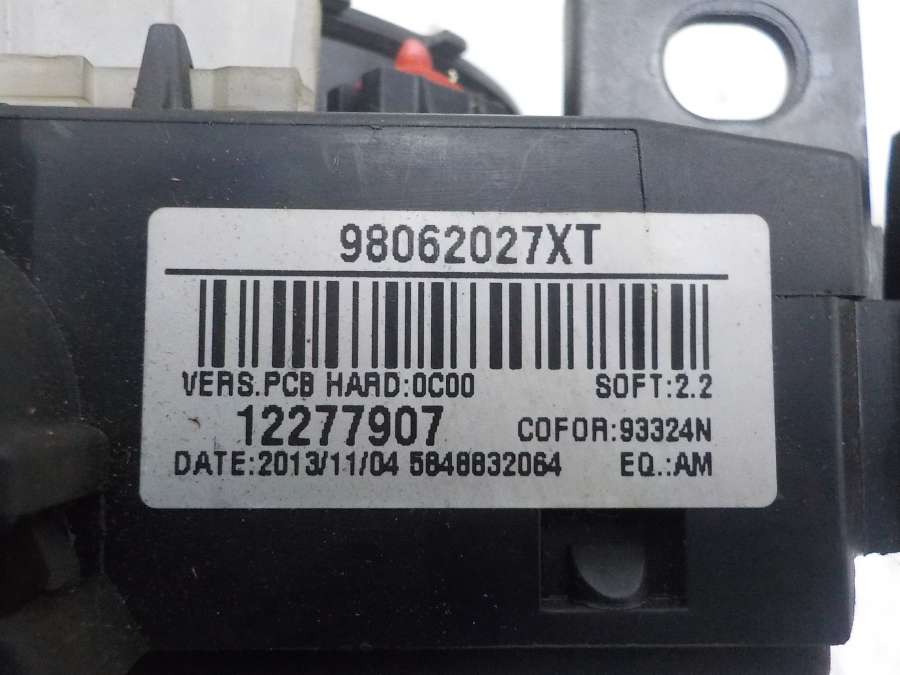 98062027XT
VERS.PCB HARD:0C00 SOFT:2.2
12277907 COFOR:93324N
DATE:2013/11/04 5848832064 EQ.:AM